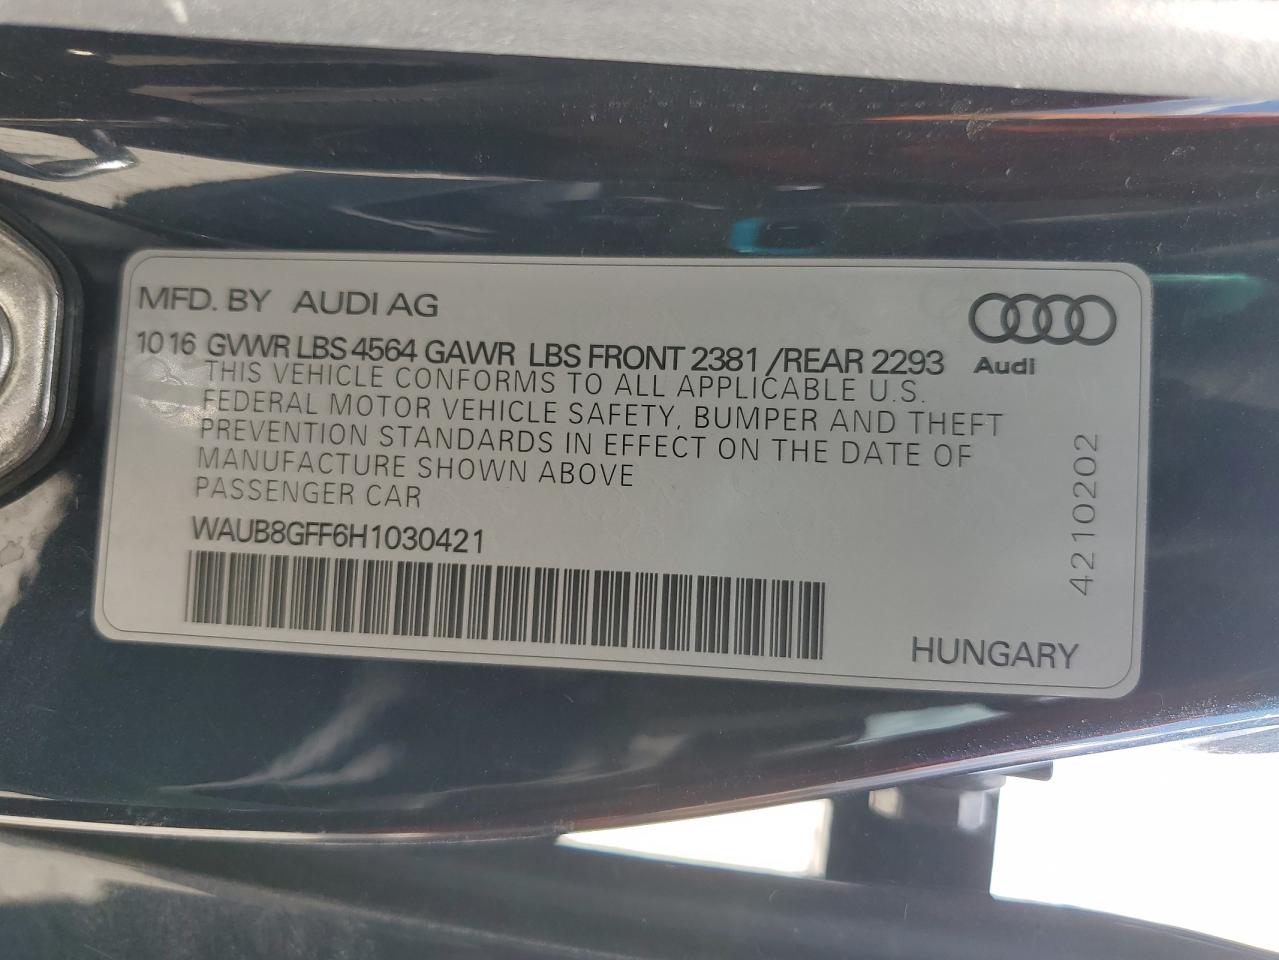 MFD. BY AUDI AG
1016 GVWR LBS 4564 GAWR LBS FRONT 2381 /REAR 2293
Audi
THIS VEHICLE CONFORMS TO ALL APPLICABLE U.S.
FEDERAL MOTOR VEHICLE SAFETY, BUMPER AND THEFT
PREVENTION STANDARDS IN EFFECT ON THE DATE OF
MANUFACTURE SHOWN ABOVE
PASSENGER CAR
WAUB8GFF6H1030421
4210202
HUNGARY